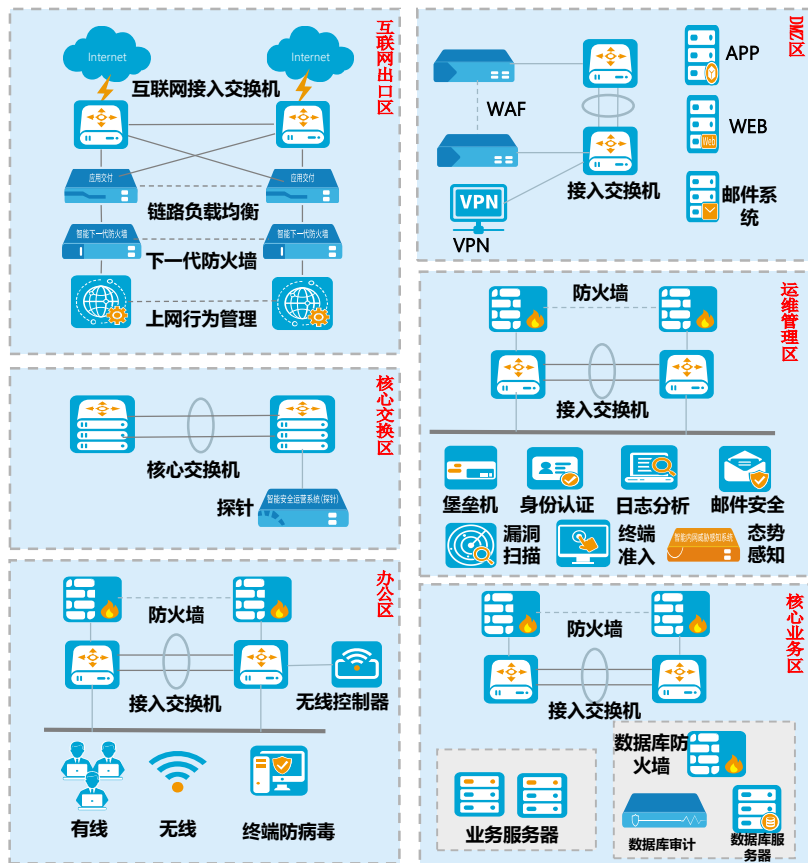 互联网出口区
Internet
Internet
互联网接入交换机
应用交付
应用交付
链路负载均衡
智能下一代防火墙
智能下一代防火墙
下一代防火墙
上网行为管理
DMZ区
WAF
接入交换机
VPN
VPN
APP
WEB
Web
邮件系
统
核心交换区
核心交换机
探针
智能安全运营系统(探针)
运维管理区
防火墙
接入交换机
堡垒机
身份认证
日志分析
邮件安全
漏洞
扫描
终端
准入
智能内网威胁感知系统
态势
感知
办公区
防火墙
接入交换机
无线控制器
有线
无线
终端防病毒
核心业务区
防火墙
接入交换机
业务服务器
数据库防
火墙
数据库审计
数据库服
务器